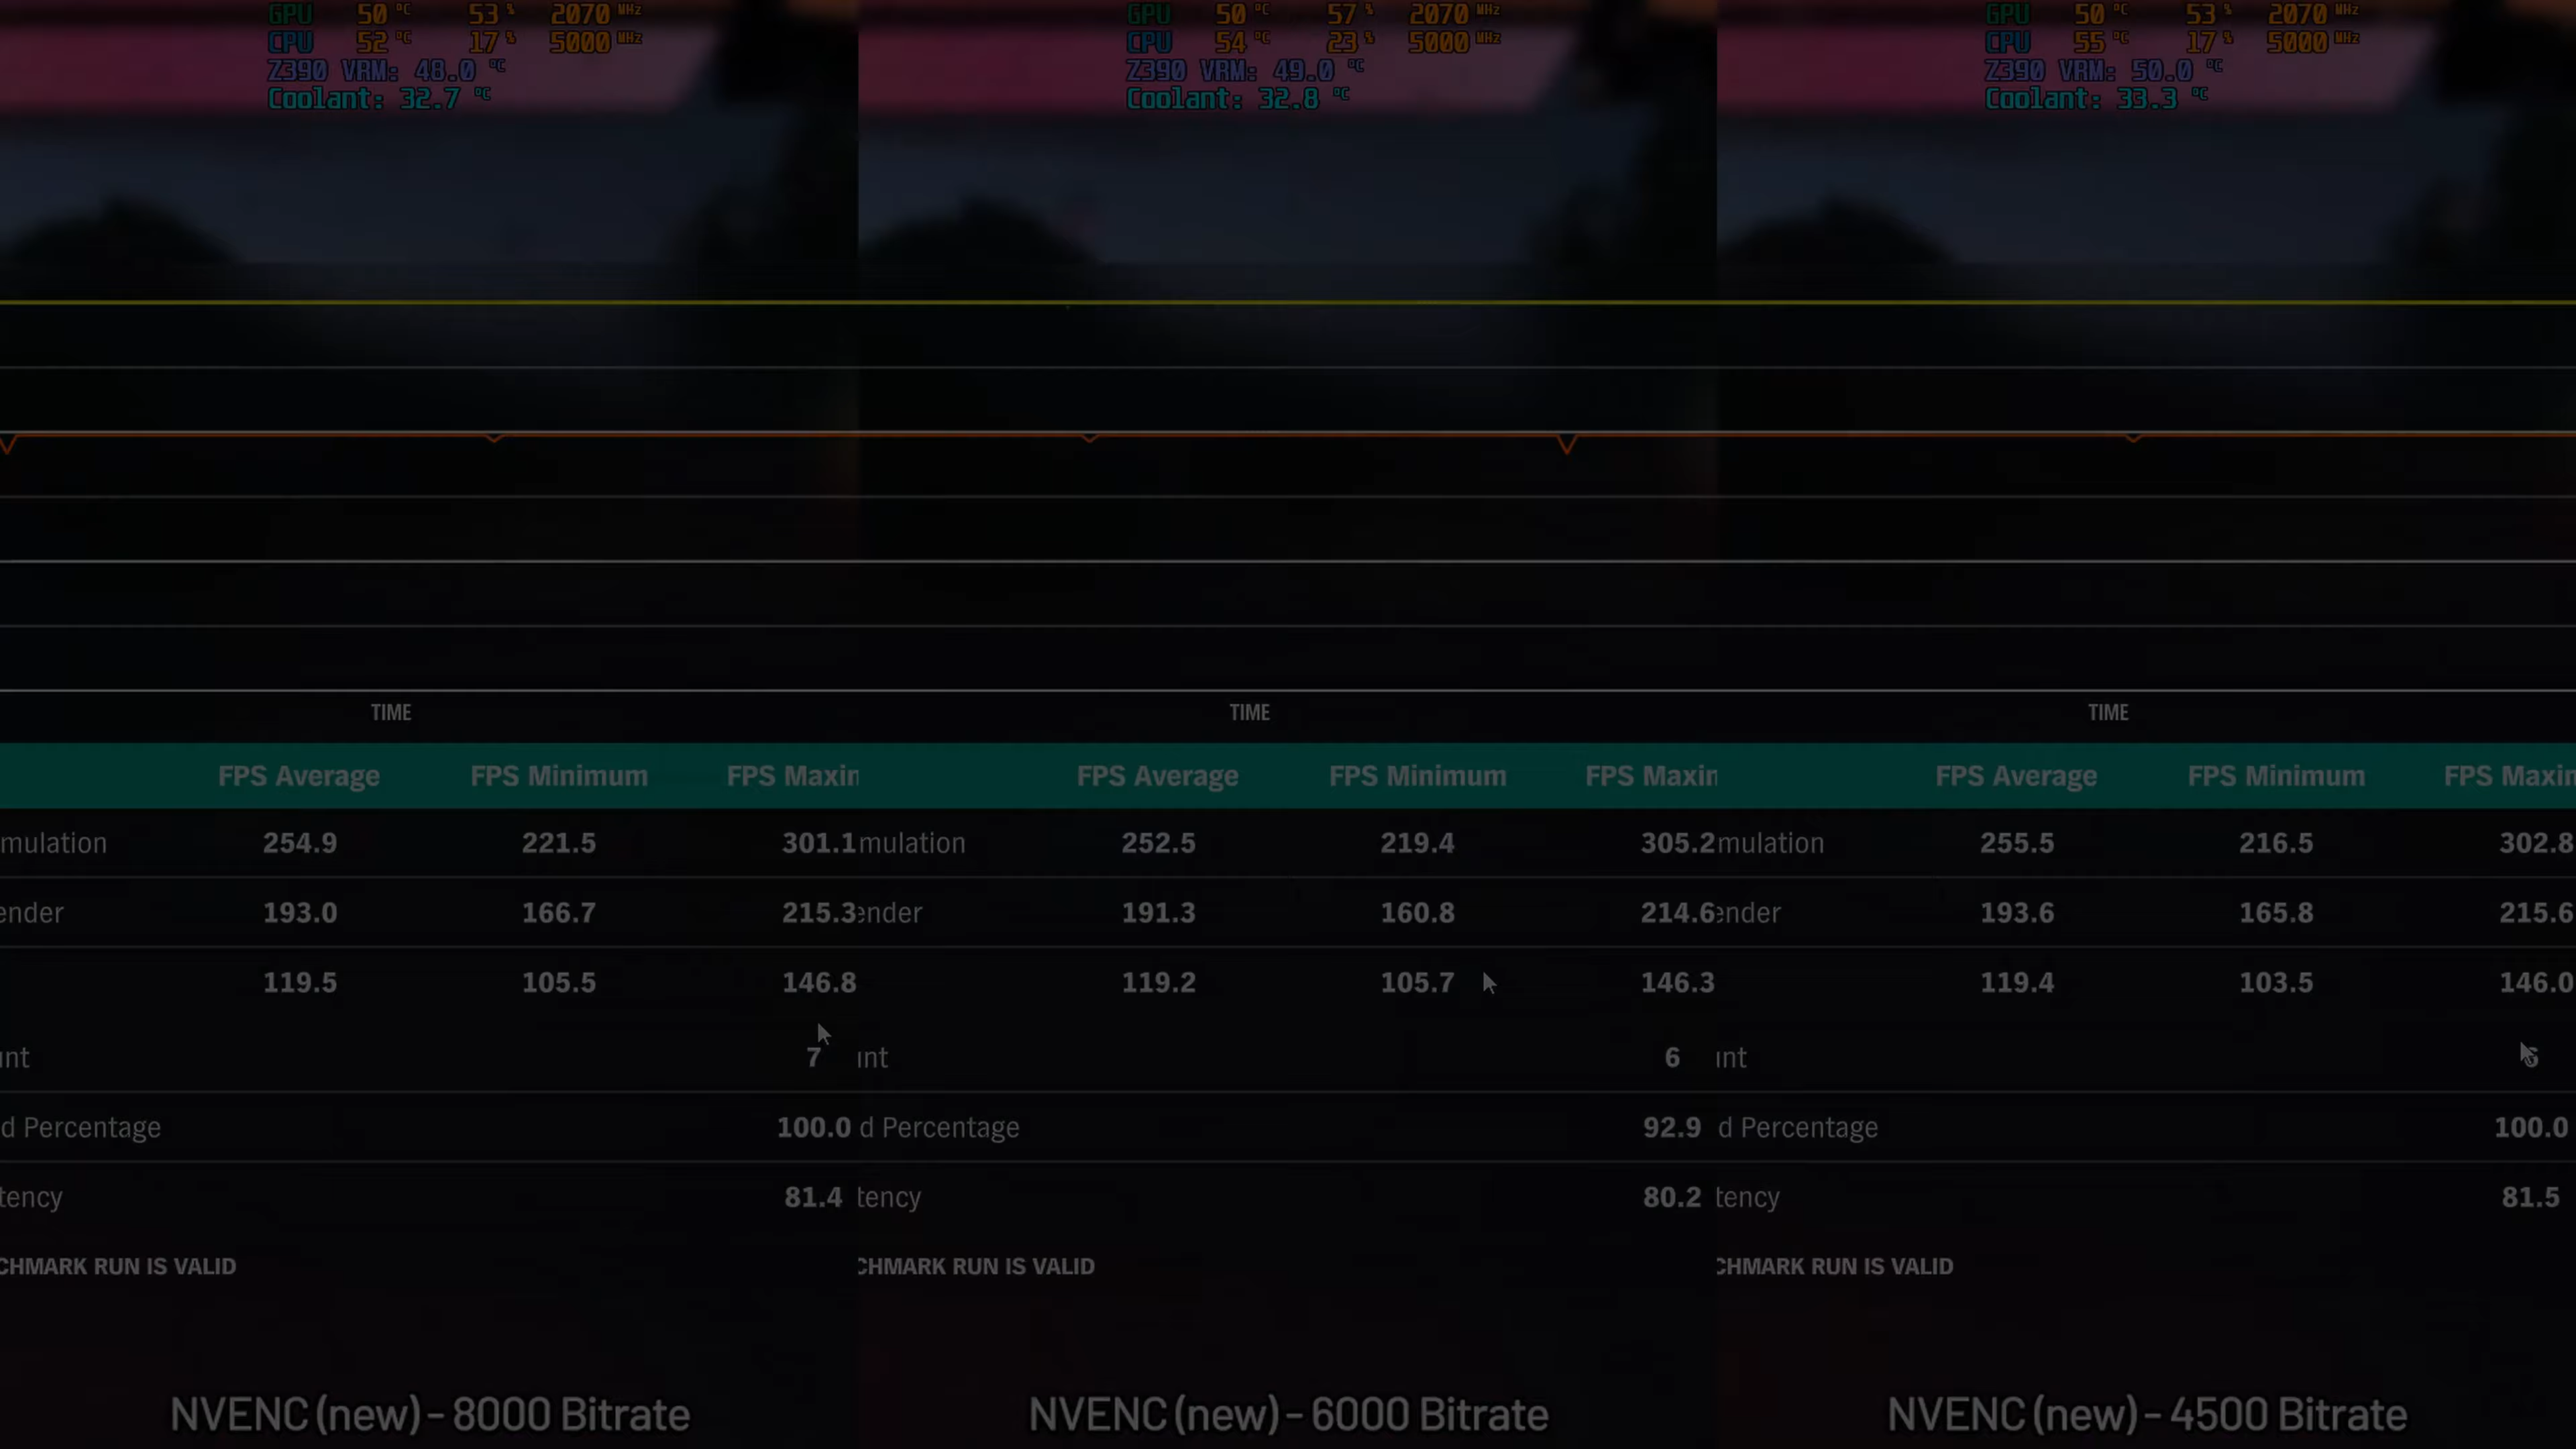 GPU 50 °C 53 % 2070 MHz
CPU 52 °C 17 % 5000 MHz
Z390 VRM: 48.0 °C
Coolant: 32.7 °C
TIME
FPS Average FPS Minimum FPS Maxim
mulation 254.9 221.5 301.1
ender 193.0 166.7 215.3
119.5 105.5 146.8
unt 7
d Percentage 100.0
tency 81.4
CHMARK RUN IS VALID
NVENC (new) - 8000 Bitrate
GPU 50 °C 57 % 2070 MHz
CPU 54 °C 23 % 5000 MHz
Z390 VRM: 49.0 °C
Coolant: 32.8 °C
TIME
FPS Average FPS Minimum FPS Maxim
mulation 252.5 219.4 305.2
ender 191.3 160.8 214.6
119.2 105.7 146.3
unt 6
d Percentage 92.9
tency 80.2
CHMARK RUN IS VALID
NVENC (new) - 6000 Bitrate
GPU 50 °C 53 % 2070 MHz
CPU 55 °C 17 % 5000 MHz
Z390 VRM: 50.0 °C
Coolant: 33.3 °C
TIME
FPS Average FPS Minimum FPS Maxim
mulation 255.5 216.5 302.8
ender 193.6 165.8 215.6
119.4 103.5 146.0
unt
d Percentage 100.0
tency 81.5
CHMARK RUN IS VALID
NVENC (new) - 4500 Bitrate